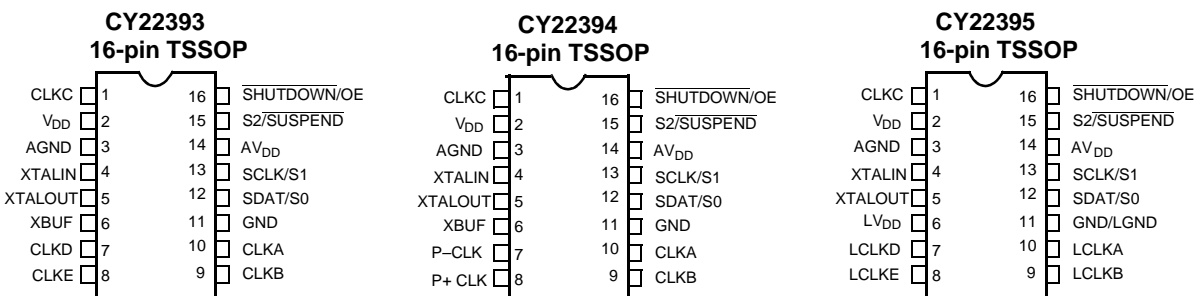 CY22393
16-pin TSSOP
CLKC 1 16 SHUTDOWN/OE
VDD 2 15 S2/SUSPEND
AGND 3 14 AVDD
XTALIN 4 13 SCLK/S1
XTALOUT 5 12 SDAT/S0
XBUF 6 11 GND
CLKD 7 10 CLKA
CLKE 8 9 CLKB
CY22394
16-pin TSSOP
CLKC 1 16 SHUTDOWN/OE
VDD 2 15 S2/SUSPEND
AGND 3 14 AVDD
XTALIN 4 13 SCLK/S1
XTALOUT 5 12 SDAT/S0
XBUF 6 11 GND
P–CLK 7 10 CLKA
P+ CLK 8 9 CLKB
CY22395
16-pin TSSOP
CLKC 1 16 SHUTDOWN/OE
VDD 2 15 S2/SUSPEND
AGND 3 14 AVDD
XTALIN 4 13 SCLK/S1
XTALOUT 5 12 SDAT/S0
LVDD 6 11 GND/LGND
LCLKD 7 10 LCLKA
LCLKE 8 9 LCLKB